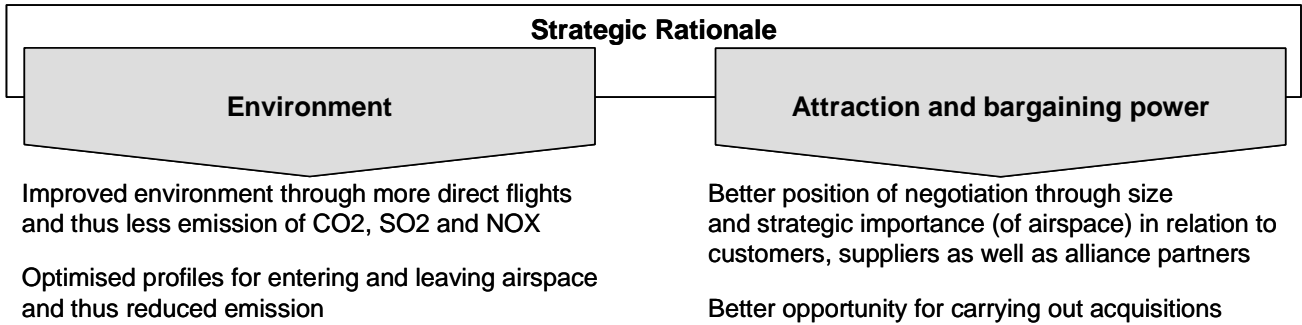 Strategic Rationale
Environment
Attraction and bargaining power
Improved environment through more direct flights
and thus less emission of CO2, SO2 and NOX
Optimised profiles for entering and leaving airspace
and thus reduced emission
Better position of negotiation through size
and strategic importance (of airspace) in relation to
customers, suppliers as well as alliance partners
Better opportunity for carrying out acquisitions